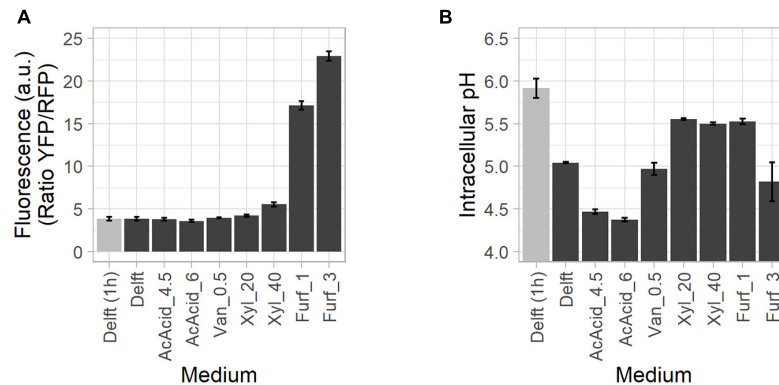 A
Fluorescence (a.u.)
(Ratio YFP/RFP)
25
20
15
10
5
0
Delft (1h)
Delft
AcAcid_4.5
AcAcid_6
Van_0.5
Xyl_20
Xyl_40
Furf_1
Furf_3
Medium
B
Intracellular pH
6.5
6.0
5.5
5.0
4.5
4.0
Delft (1h)
Delft
AcAcid_4.5
AcAcid_6
Van_0.5
Xyl_20
Xyl_40
Furf_1
Furf_3
Medium